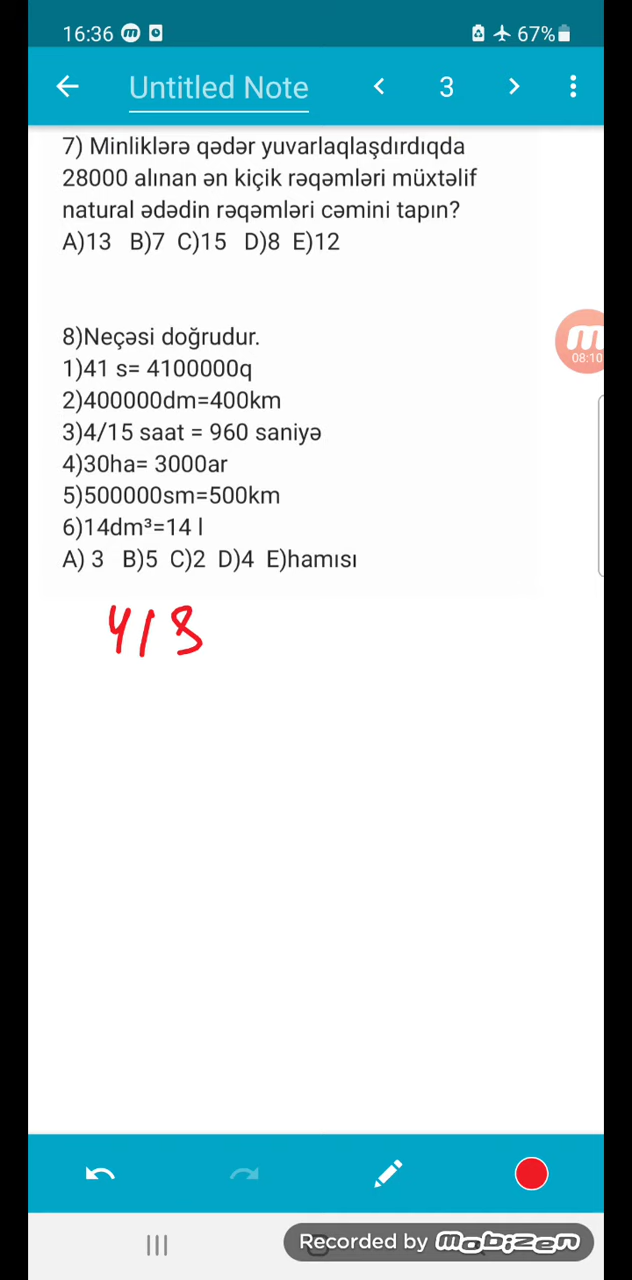 16:36 67%
Untitled Note 3
7) Minliklərə qədər yuvarlaqlaşdırdıqda
28000 alınan ən kiçik rəqəmləri müxtəlif
natural ədədin rəqəmləri cəmini tapın?
A)13 B)7 C)15 D)8 E)12
8)Neçəsi doğrudur.
1)41 s= 4100000q
2)400000dm=400km
3)4/15 saat = 960 saniyə
4)30ha= 3000ar
5)500000sm=500km
6)14dm³=14 l
A) 3 B)5 C)2 D)4 E)hamısı
m
08:10
41s
Recorded by mobizen